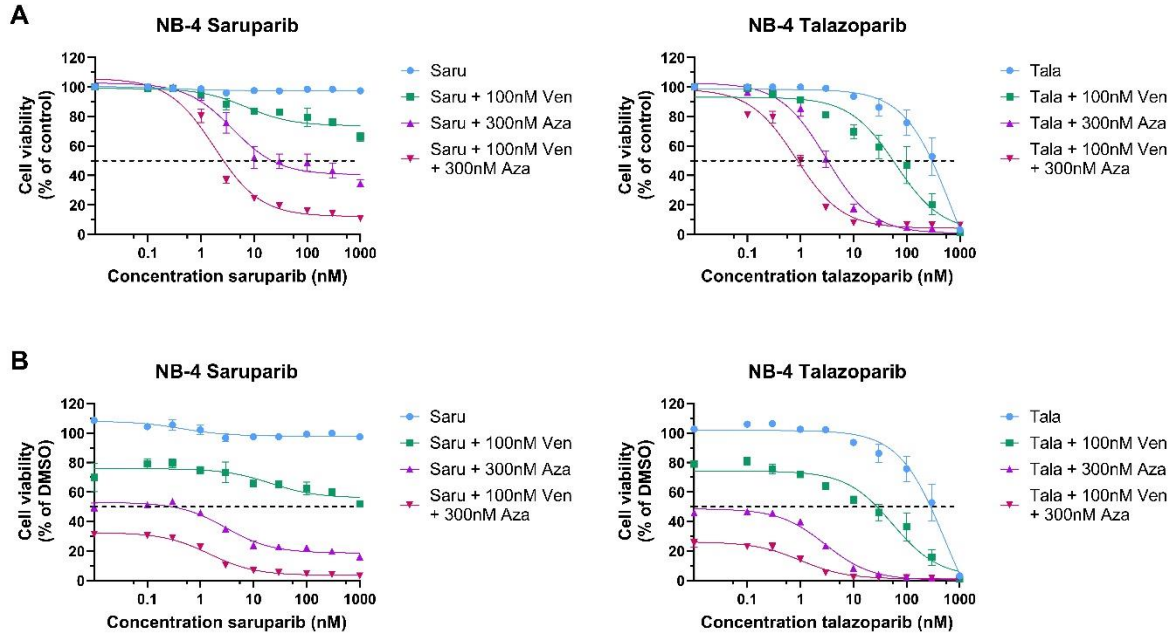 A
NB-4 Saruparib
Cell viability
(% of control)
120
100
80
60
40
20
0
0.1
1
10
100
1000
Concentration saruparib (nM)
Saru
Saru + 100nM Ven
Saru + 300nM Aza
Saru + 100nM Ven
+ 300nM Aza
NB-4 Talazoparib
Cell viability
(% of control)
120
100
80
60
40
20
0
0.1
1
10
100
1000
Concentration talazoparib (nM)
Tala
Tala + 100nM Ven
Tala + 300nM Aza
Tala + 100nM Ven
+ 300nM Aza
B
NB-4 Saruparib
Cell viability
(% of DMSO)
120
100
80
60
40
20
0
0.1
1
10
100
1000
Concentration saruparib (nM)
Saru
Saru + 100nM Ven
Saru + 300nM Aza
Saru + 100nM Ven
+ 300nM Aza
NB-4 Talazoparib
Cell viability
(% of DMSO)
120
100
80
60
40
20
0
0.1
1
10
100
1000
Concentration talazoparib (nM)
Tala
Tala + 100nM Ven
Tala + 300nM Aza
Tala + 100nM Ven
+ 300nM Aza